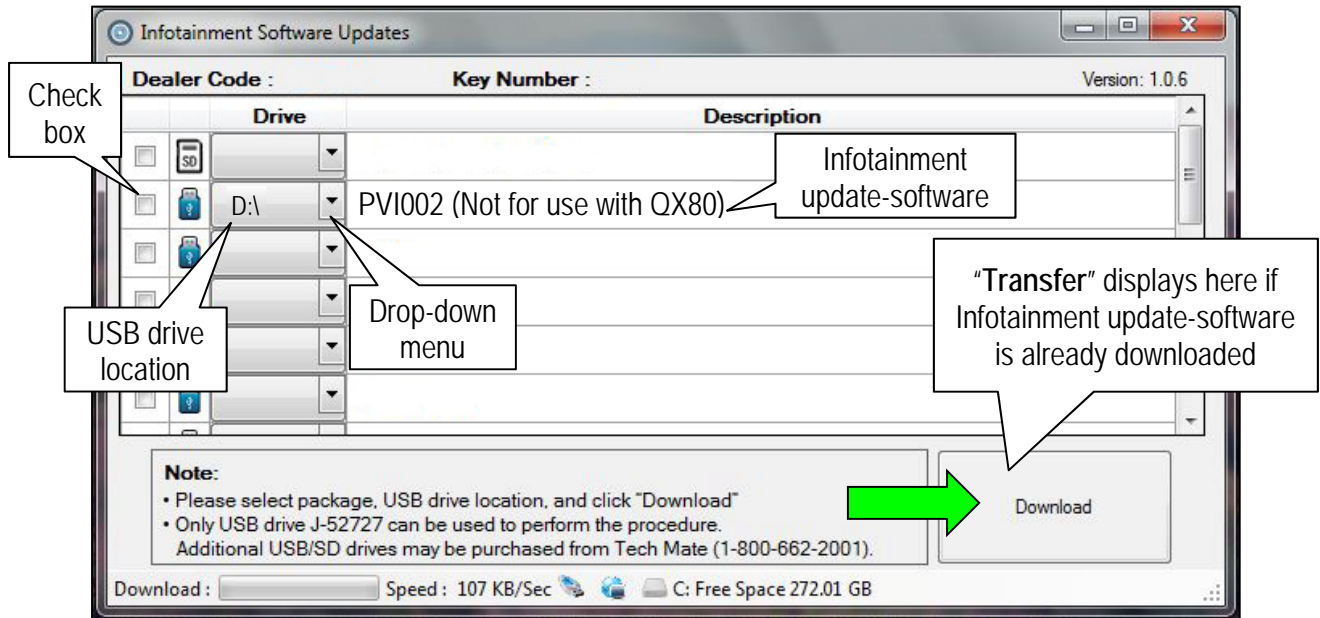 Infotainment Software Updates
Dealer Code :
Key Number :
Version: 1.0.6
Check
box
Drive
Description
SD
Infotainment
update-software
D:\
PVI002 (Not for use with QX80)
"Transfer" displays here if
Infotainment update-software
is already downloaded
Drop-down
menu
USB drive
location
Note:
• Please select package, USB drive location, and click "Download"
• Only USB drive J-52727 can be used to perform the procedure.
Additional USB/SD drives may be purchased from Tech Mate (1-800-662-2001).
Download
Download :
Speed : 107 KB/Sec
C: Free Space 272.01 GB